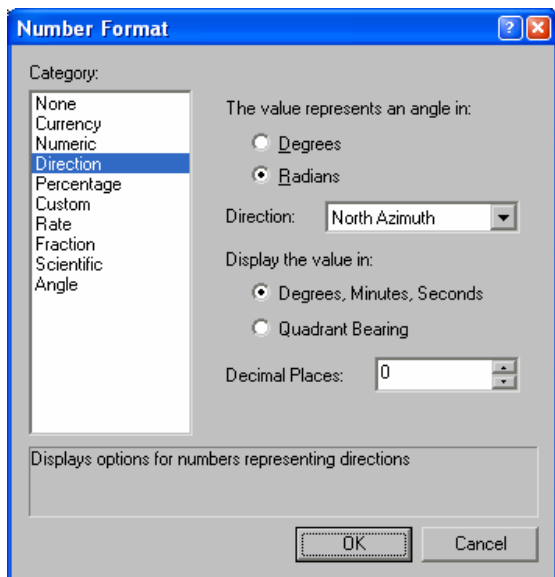 Number Format
Category:
None
Currency
Numeric
Direction
Percentage
Custom
Rate
Fraction
Scientific
Angle
The value represents an angle in:
Degrees
Radians
Direction: North Azimuth
Display the value in:
Degrees, Minutes, Seconds
Quadrant Bearing
Decimal Places: 0
Displays options for numbers representing directions
OK Cancel